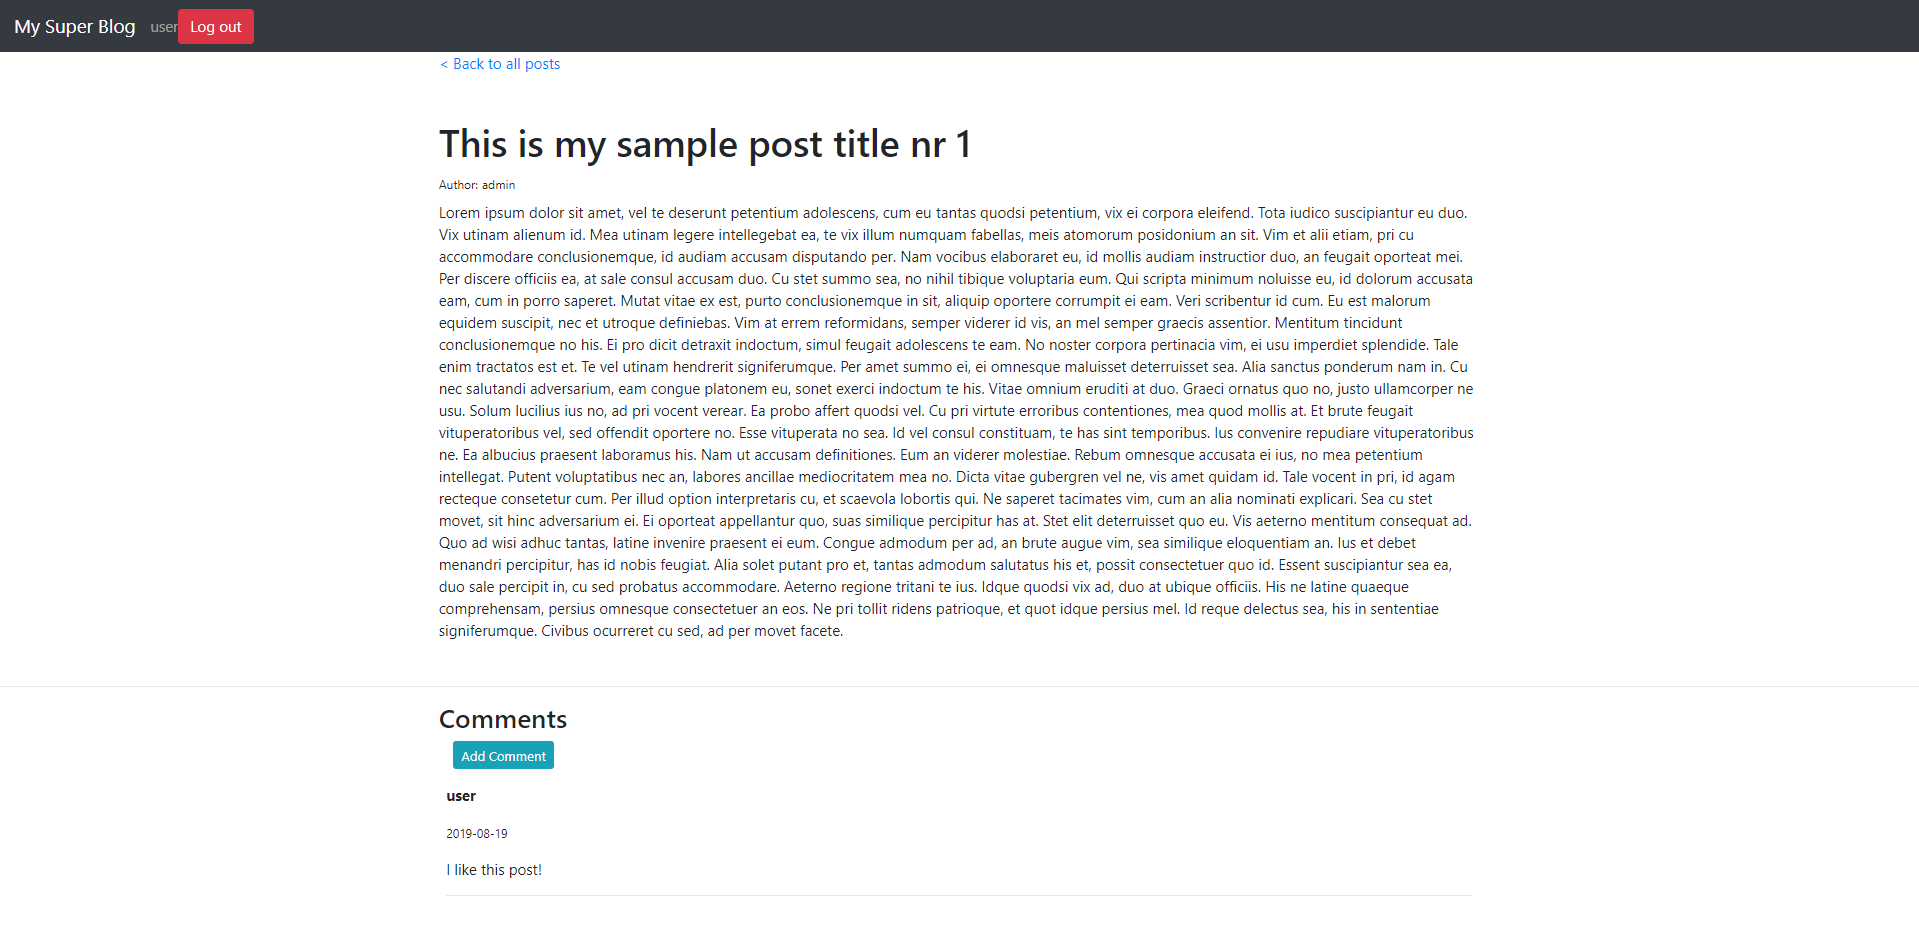 My Super Blog user Log out
< Back to all posts
This is my sample post title nr 1
Author: admin
Lorem ipsum dolor sit amet, vel te deserunt petentium adolescens, cum eu tantas quodsi petentium, vix ei corpora eleifend. Tota iudico suscipiantur eu duo.
Vix utinam alienum id. Mea utinam legere intellegebat ea, te vix illum numquam fabellas, meis atomorum posidonium an sit. Vim et alii etiam, pri cu
accommodare conclusionemque, id audiam accusam disputando per. Nam vocibus elaboraret eu, id mollis audiam instructior duo, an feugait oporteat mei.
Per discere officiis ea, at sale consul accusam duo. Cu stet summo sea, no nihil tibique voluptaria eum. Qui scripta minimum noluisse eu, id dolorum accusata
eam, cum in porro saperet. Mutat vitae ex est, purto conclusionemque in sit, aliquip oportere corrumpit ei eam. Veri scribentur id cum. Eu est malorum
equidem suscipit, nec et utroque definiebas. Vim at errem reformidans, semper viderer id vis, an mel semper graecis assentior. Mentitum tincidunt
conclusionemque no his. Ei pro dicit detraxit indoctum, simul feugait adolescens te eam. No noster corpora pertinacia vim, ei usu imperdiet splendide. Tale
enim tractatos est et. Te vel utinam hendrerit signiferumque. Per amet summo ei, ei omnesque maluisset deterruisset sea. Alia sanctus ponderum nam in. Cu
nec salutandi adversarium, eam congue platonem eu, sonet exerci indoctum te his. Vitae omnium eruditi at duo. Graeci ornatus quo no, justo ullamcorper ne
usu. Solum lucilius ius no, ad pri vocent verear. Ea probo affert quodsi vel. Cu pri virtute erroribus contentiones, mea quod mollis at. Et brute feugait
vituperatoribus vel, sed offendit oportere no. Esse vituperata no sea. Id vel consul constituam, te has sint temporibus. Ius convenire repudiare vituperatoribus
ne. Ea albucius praesent laboramus his. Nam ut accusam definitiones. Eum an viderer molestiae. Rebum omnesque accusata ei ius, no mea petentium
intellegat. Putent voluptatibus nec an, labores ancillae mediocritatem mea no. Dicta vitae gubergren vel ne, vis amet quidam id. Tale vocent in pri, id agam
recteque consetetur cum. Per illud option interpretaris cu, et scaevola lobortis qui. Ne saperet tacimates vim, cum an alia nominati explicari. Sea cu stet
movet, sit hinc adversarium ei. Ei oporteat appellantur quo, suas similique percipitur has at. Stet elit deterruisset quo eu. Vis aeterno mentitum consequat ad.
Quo ad wisi adhuc tantas, latine invenire praesent ei eum. Congue admodum per ad, an brute augue vim, sea similique eloquentiam an. Ius et debet
menandri percipitur, has id nobis feugiat. Alia solet putant pro et, tantas admodum salutatus his et, possit consectetuer quo id. Essent suscipiantur sea ea,
duo sale percipit in, cu sed probatus accommodare. Aeterno regione tritani te ius. Idque quodsi vix ad, duo at ubique officiis. His ne latine quaeque
comprehensam, persius omnesque consectetuer an eos. Ne pri tollit ridens patrioque, et quot idque persius mel. Id reque delectus sea, his in sententiae
signiferumque. Civibus ocurreret cu sed, ad per movet facete.
Comments
Add Comment
user
2019-08-19
I like this post!